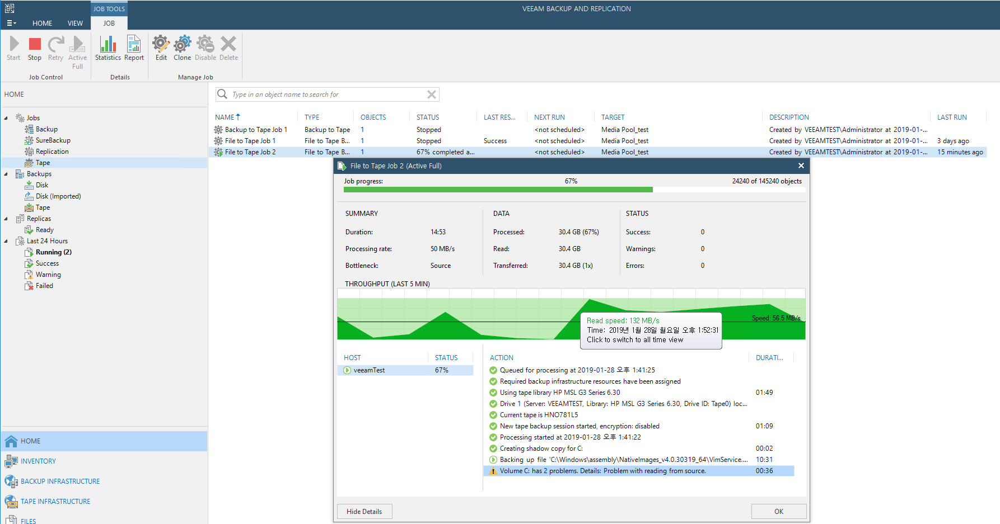 JOB TOOLS
VEEAM BACKUP AND REPLICATION
HOME VIEW JOB
Start Stop Retry Active Full
Statistics Report
Edit Clone Disable Delete
Job Control Details Manage Job
HOME
Type in an object name to search for
Jobs
Backup
SureBackup
Replication
Tape
Backups
Disk
Disk (Imported)
Tape
Replicas
Ready
Last 24 Hours
Running (2)
Success
Warning
Failed
HOME
INVENTORY
BACKUP INFRASTRUCTURE
TAPE INFRASTRUCTURE
FILES
NAME TYPE OBJECTS STATUS LAST RES... NEXT RUN TARGET DESCRIPTION LAST RUN
Backup to Tape Job 1 Backup to Tape 1 Stopped <not scheduled> Media Pool_test Created by VEEAMTEST\Administrator at 2019-01-...
File to Tape Job 1 File to Tape B... 1 Stopped Success <not scheduled> Media Pool_test Created by VEEAMTEST\Administrator at 2019-01-... 3 days ago
File to Tape Job 2 File to Tape B... 1 67% completed a... <not scheduled> Media Pool_test Created by VEEAMTEST\Administrator at 2019-01-... 15 minutes ago
File to Tape Job 2 (Active Full)
Job progress: 67% 24240 of 145240 objects
SUMMARY DATA STATUS
Duration: 14:53 Processed: 30.4 GB (67%) Success: 0
Processing rate: 50 MB/s Read: 30.4 GB Warnings: 0
Bottleneck: Source Transferred: 30.4 GB (1x) Errors: 0
THROUGHPUT (LAST 5 MIN)
Speed: 56.5 MB/s
Read speed: 132 MB/s
Time: 2019년 1월 28일 월요일 오후 1:52:31
Click to switch to all time view
HOST STATUS
veeamTest 67%
ACTION DURATI...
Queued for processing at 2019-01-28 오후 1:41:25
Required backup infrastructure resources have been assigned
Using tape library HP MSL G3 Series 6.30 01:49
Drive 1 (Server: VEEAMTEST, Library: HP MSL G3 Series 6.30, Drive ID: Tape0) loc...
Current tape is HNO781L5
New tape backup session started, encryption: disabled 01:09
Processing started at 2019-01-28 오후 1:41:22
Creating shadow copy for C: 00:02
Backing up file 'C:\Windows\assembly\NativeImages_v4.0.30319_64\VimService.... 10:31
Volume C: has 2 problems. Details: Problem with reading from source. 00:36
Hide Details OK